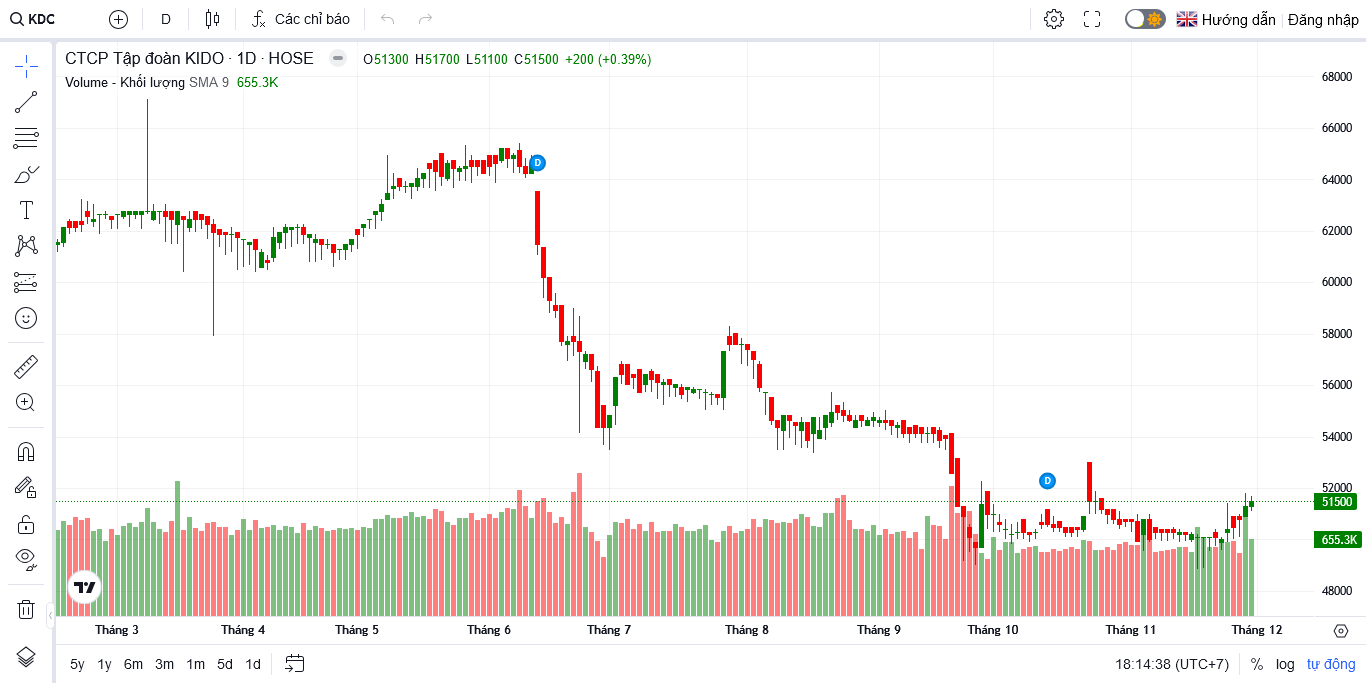 KDC D Các chỉ báo Hướng dẫn Đăng nhập
CTCP Tập đoàn KIDO · 1D · HOSE O51300 H51700 L51100 C51500 +200 (+0.39%)
Volume - Khối lượng SMA 9 655.3K
68000
66000
64000
62000
60000
58000
56000
54000
52000
51500
655.3K
48000
D
D
Tháng 3 Tháng 4 Tháng 5 Tháng 6 Tháng 7 Tháng 8 Tháng 9 Tháng 10 Tháng 11 Tháng 12
5y 1y 6m 3m 1m 5d 1d 18:14:38 (UTC+7) % log tự động